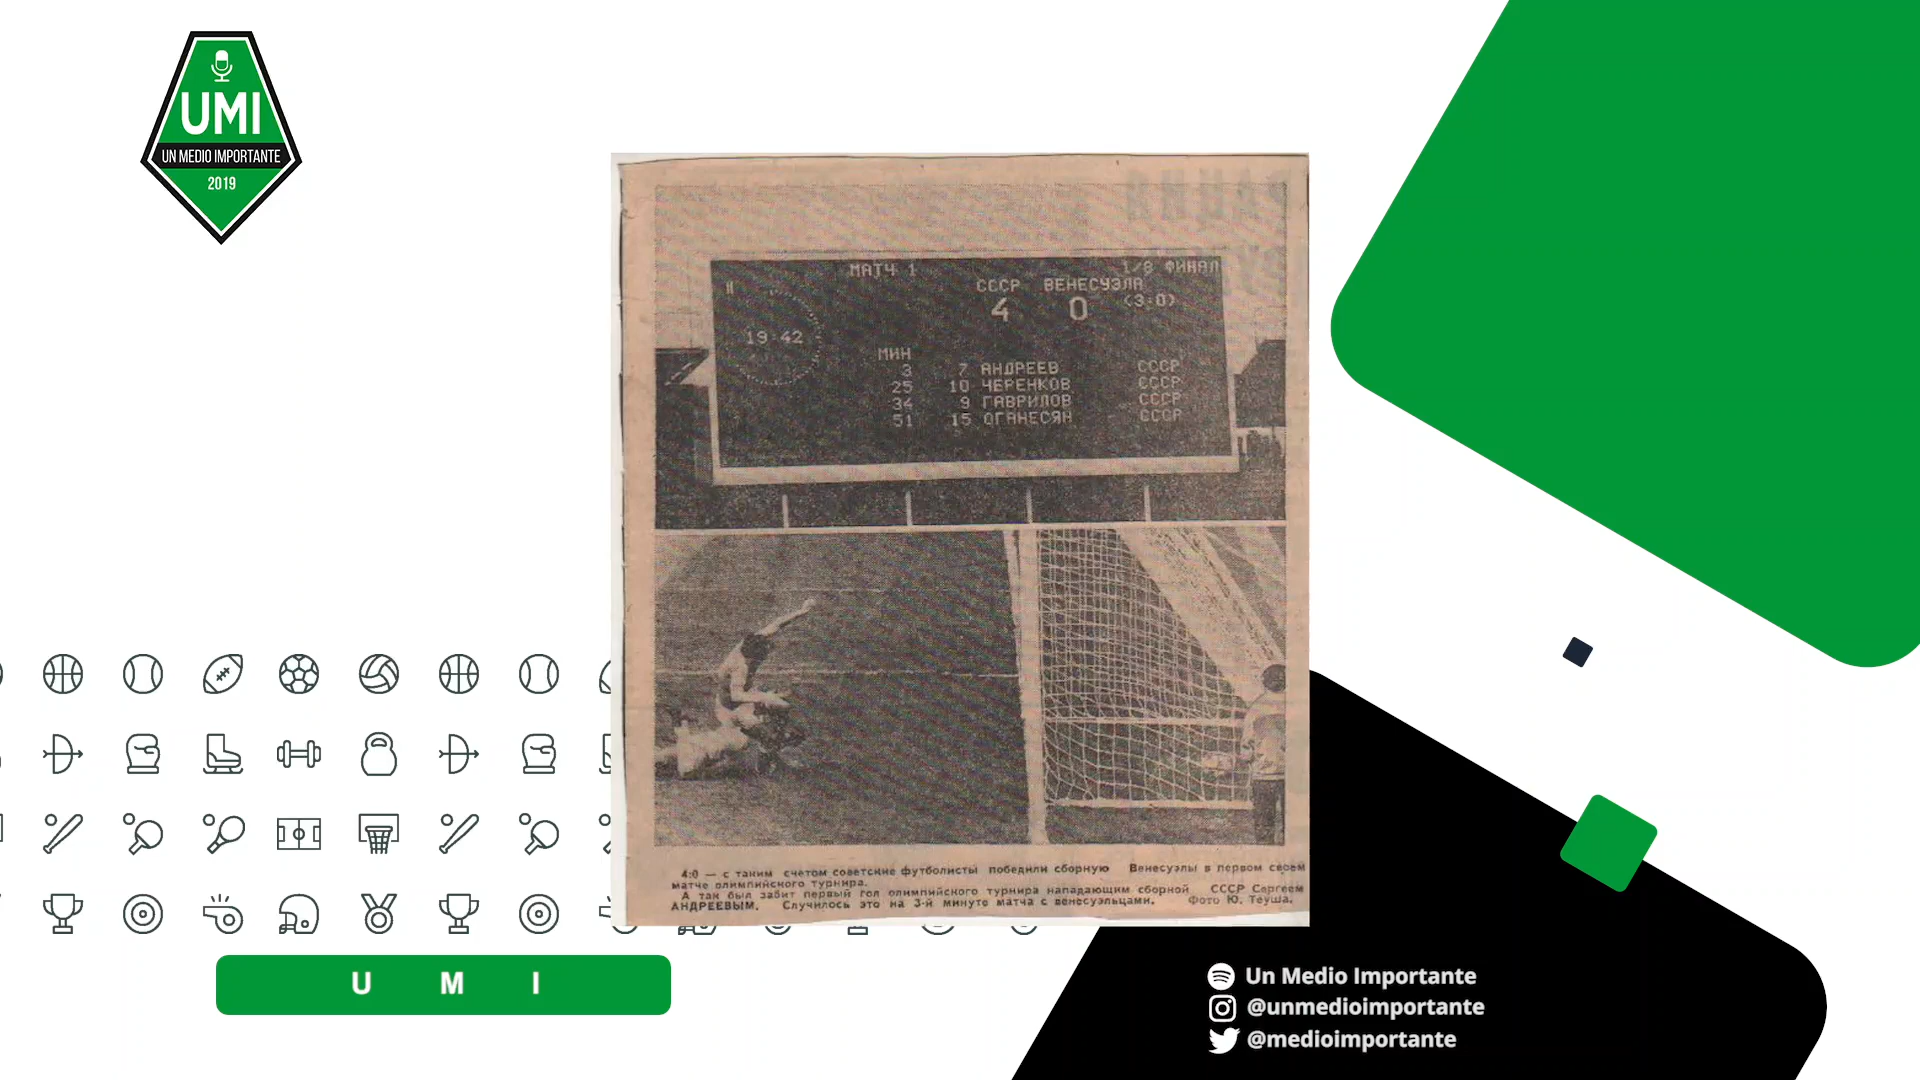 UMI
UN MEDIO IMPORTANTE
2019
МАТЧ 1
1/8 ФИНАЛ
СССР ВЕНЕСУЭЛА
4 0 (3:0)
19:42
МИН
3 7 АНДРЕЕВ СССР
25 10 ЧЕРЕНКОВ СССР
34 9 ГАВРИЛОВ СССР
51 15 ОГАНЕСЯН СССР
4:0 — с таким счетом советские футболисты победили сборную Венесуэлы в первом своем
матче олимпийского турнира.
А так был забит первый гол олимпийского турнира нападающим сборной СССР Сергеем
АНДРЕЕВЫМ. Случилось это на 3-й минуте матча с венесуэльцами. Фото Ю. Теуша.
U M I
Un Medio Importante
@unmedioimportante
@medioimportante